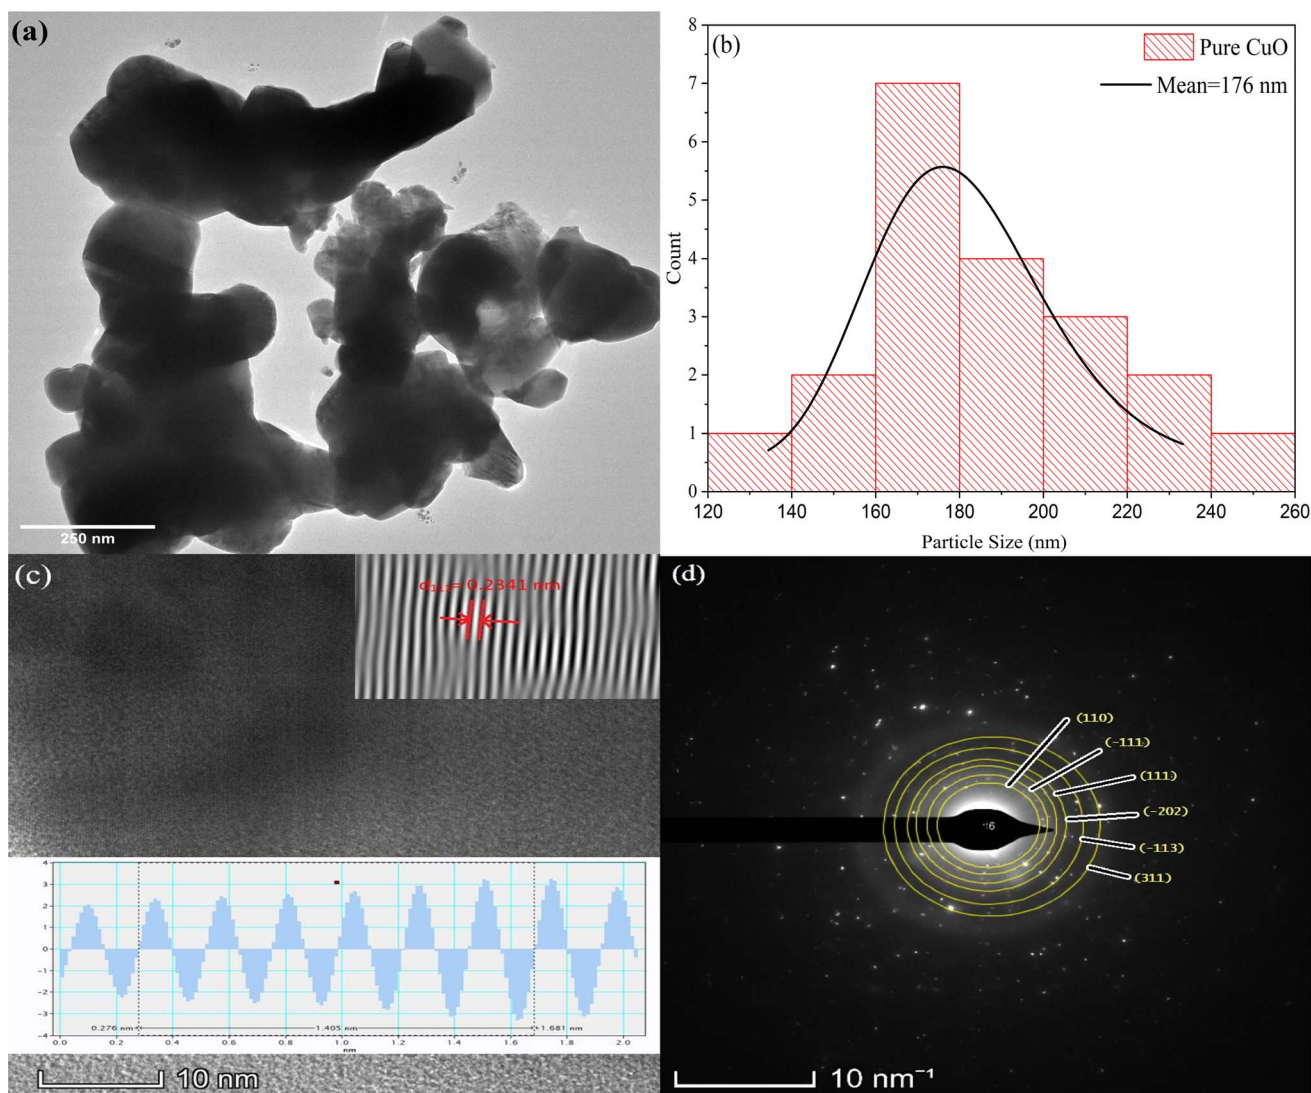 (a)
250 nm
(b)
Pure CuO
Mean=176 nm
8
7
6
5
4
3
2
1
0
Count
120 140 160 180 200 220 240 260
Particle Size (nm)
(c)
d₁₁₁= 0.2341 nm
4
3
2
1
0
-1
-2
-3
-4
0.276 nm 1.405 nm 1.681 nm
0.0 0.2 0.4 0.6 0.8 1.0 1.2 1.4 1.6 1.8 2.0
nm
10 nm
(d)
(110)
(-111)
(111)
(-202)
(-113)
(311)
10 nm⁻¹